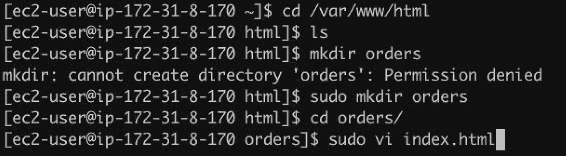 [ec2-user@ip-172-31-8-170 ~]$ cd /var/www/html
[ec2-user@ip-172-31-8-170 html]$ ls
[ec2-user@ip-172-31-8-170 html]$ mkdir orders
mkdir: cannot create directory 'orders': Permission denied
[ec2-user@ip-172-31-8-170 html]$ sudo mkdir orders
[ec2-user@ip-172-31-8-170 html]$ cd orders/
[ec2-user@ip-172-31-8-170 orders]$ sudo vi index.html